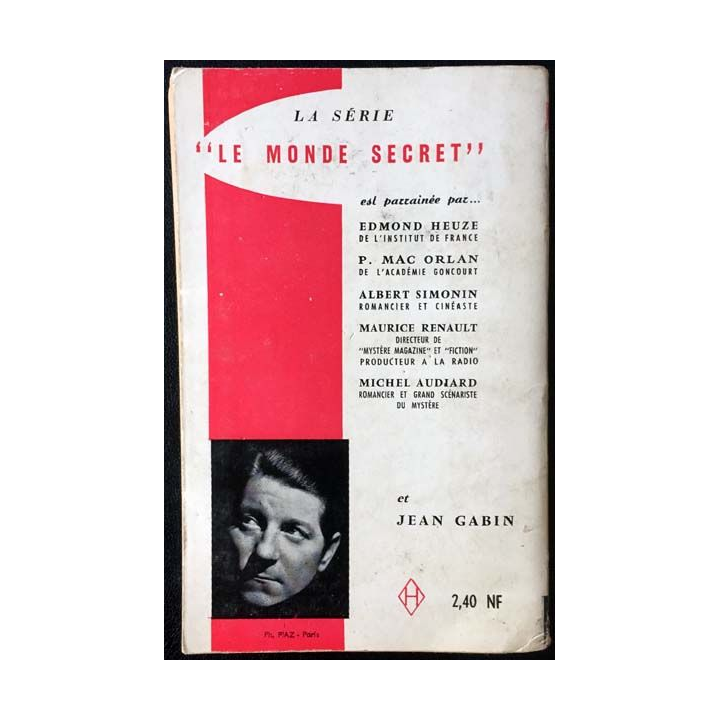 LA SÉRIE
"LE MONDE SECRET"
est parrainée par...
EDMOND HEUZE
DE L'INSTITUT DE FRANCE
P. MAC ORLAN
DE L'ACADÉMIE GONCOURT
ALBERT SIMONIN
ROMANCIER ET CINÉASTE
MAURICE RENAULT
DIRECTEUR DE
"MYSTÈRE MAGAZINE" ET "FICTION"
PRODUCTEUR A LA RADIO
MICHEL AUDIARD
ROMANCIER ET GRAND SCÉNARISTE
DU MYSTÈRE
et
JEAN GABIN
H
2,40 NF
Ph. PIAZ - Paris